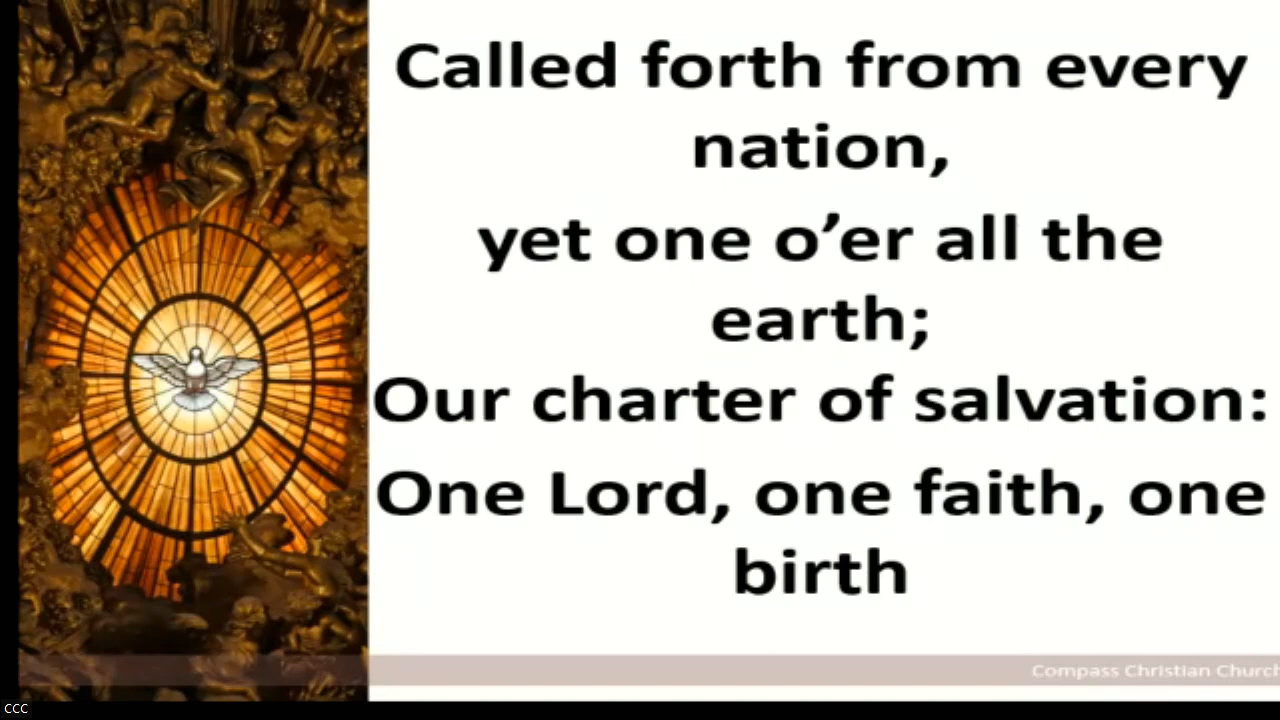 Called forth from every
nation,
yet one o’er all the
earth;
Our charter of salvation:
One Lord, one faith, one
birth
Compass Christian Church
ccc